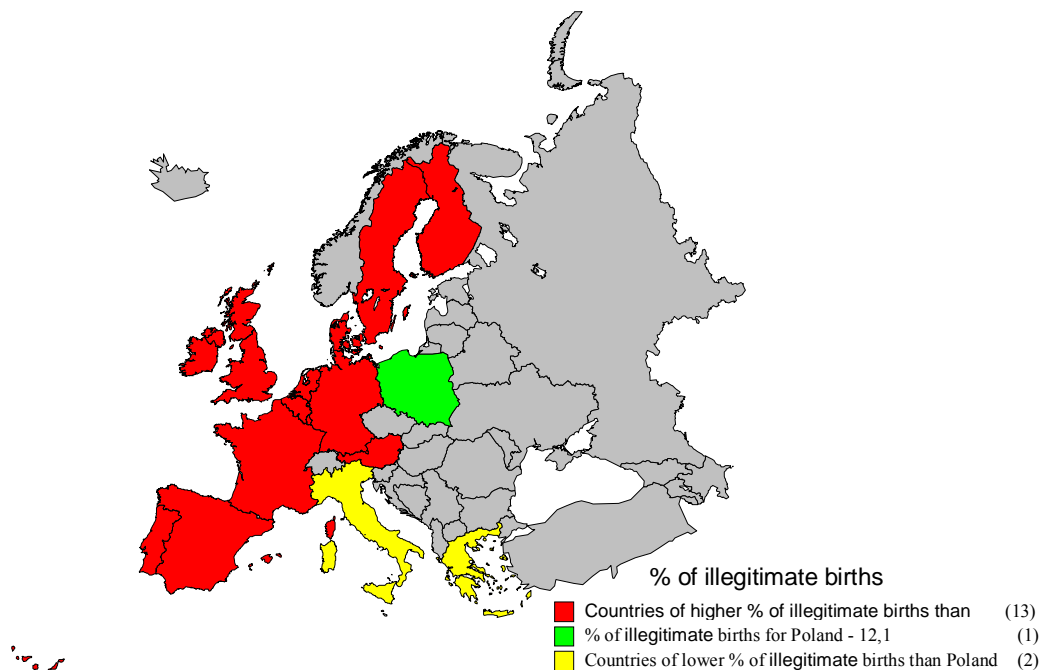 % of illegitimate births
Countries of higher % of illegitimate births than (13)
% of illegitimate births for Poland - 12,1 (1)
Countries of lower % of illegitimate births than Poland (2)